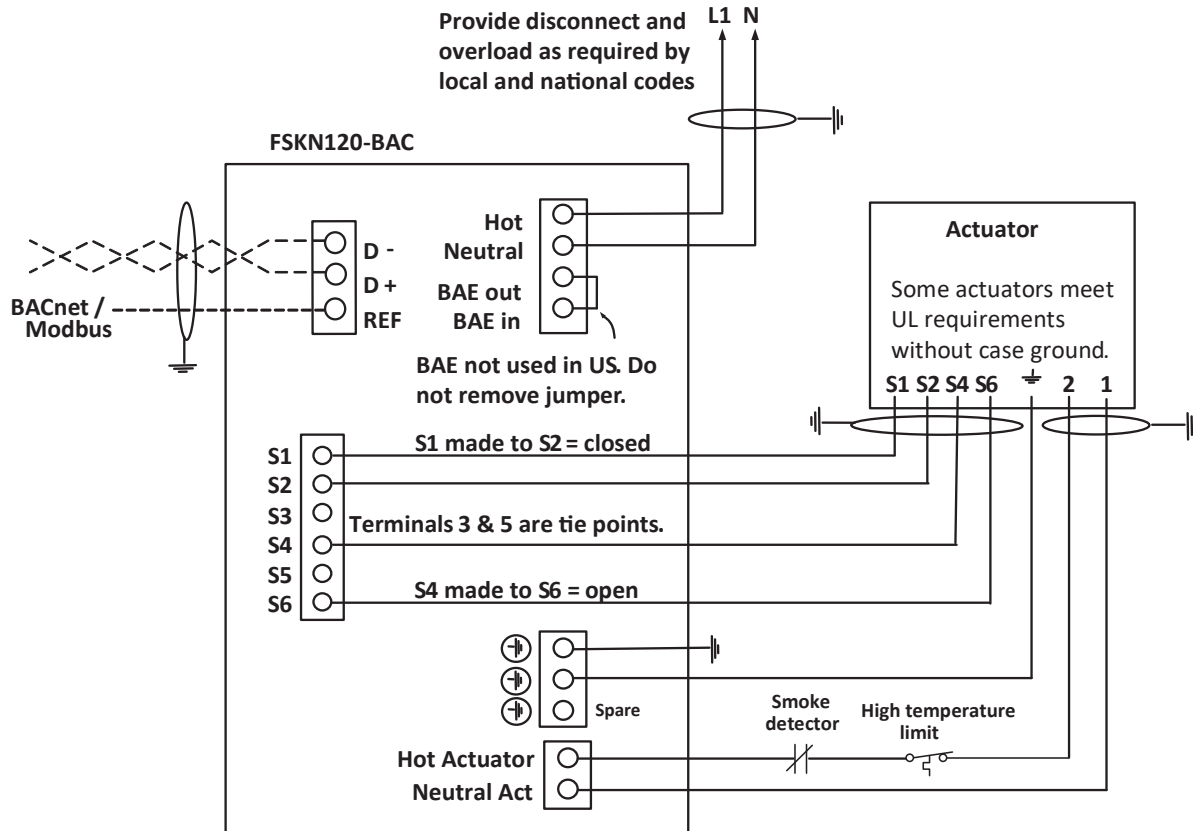 Provide disconnect and
overload as required by
local and national codes
L1 N
FSKN120-BAC
Hot
Neutral
BAE out
BAE in
D -
D +
REF
BACnet /
Modbus
BAE not used in US. Do
not remove jumper.
Actuator
Some actuators meet
UL requirements
without case ground.
S1 S2 S4 S6 2 1
S1
S2
S3
S4
S5
S6
S1 made to S2 = closed
Terminals 3 & 5 are tie points.
S4 made to S6 = open
Spare
Smoke
detector
High temperature
limit
Hot Actuator
Neutral Act